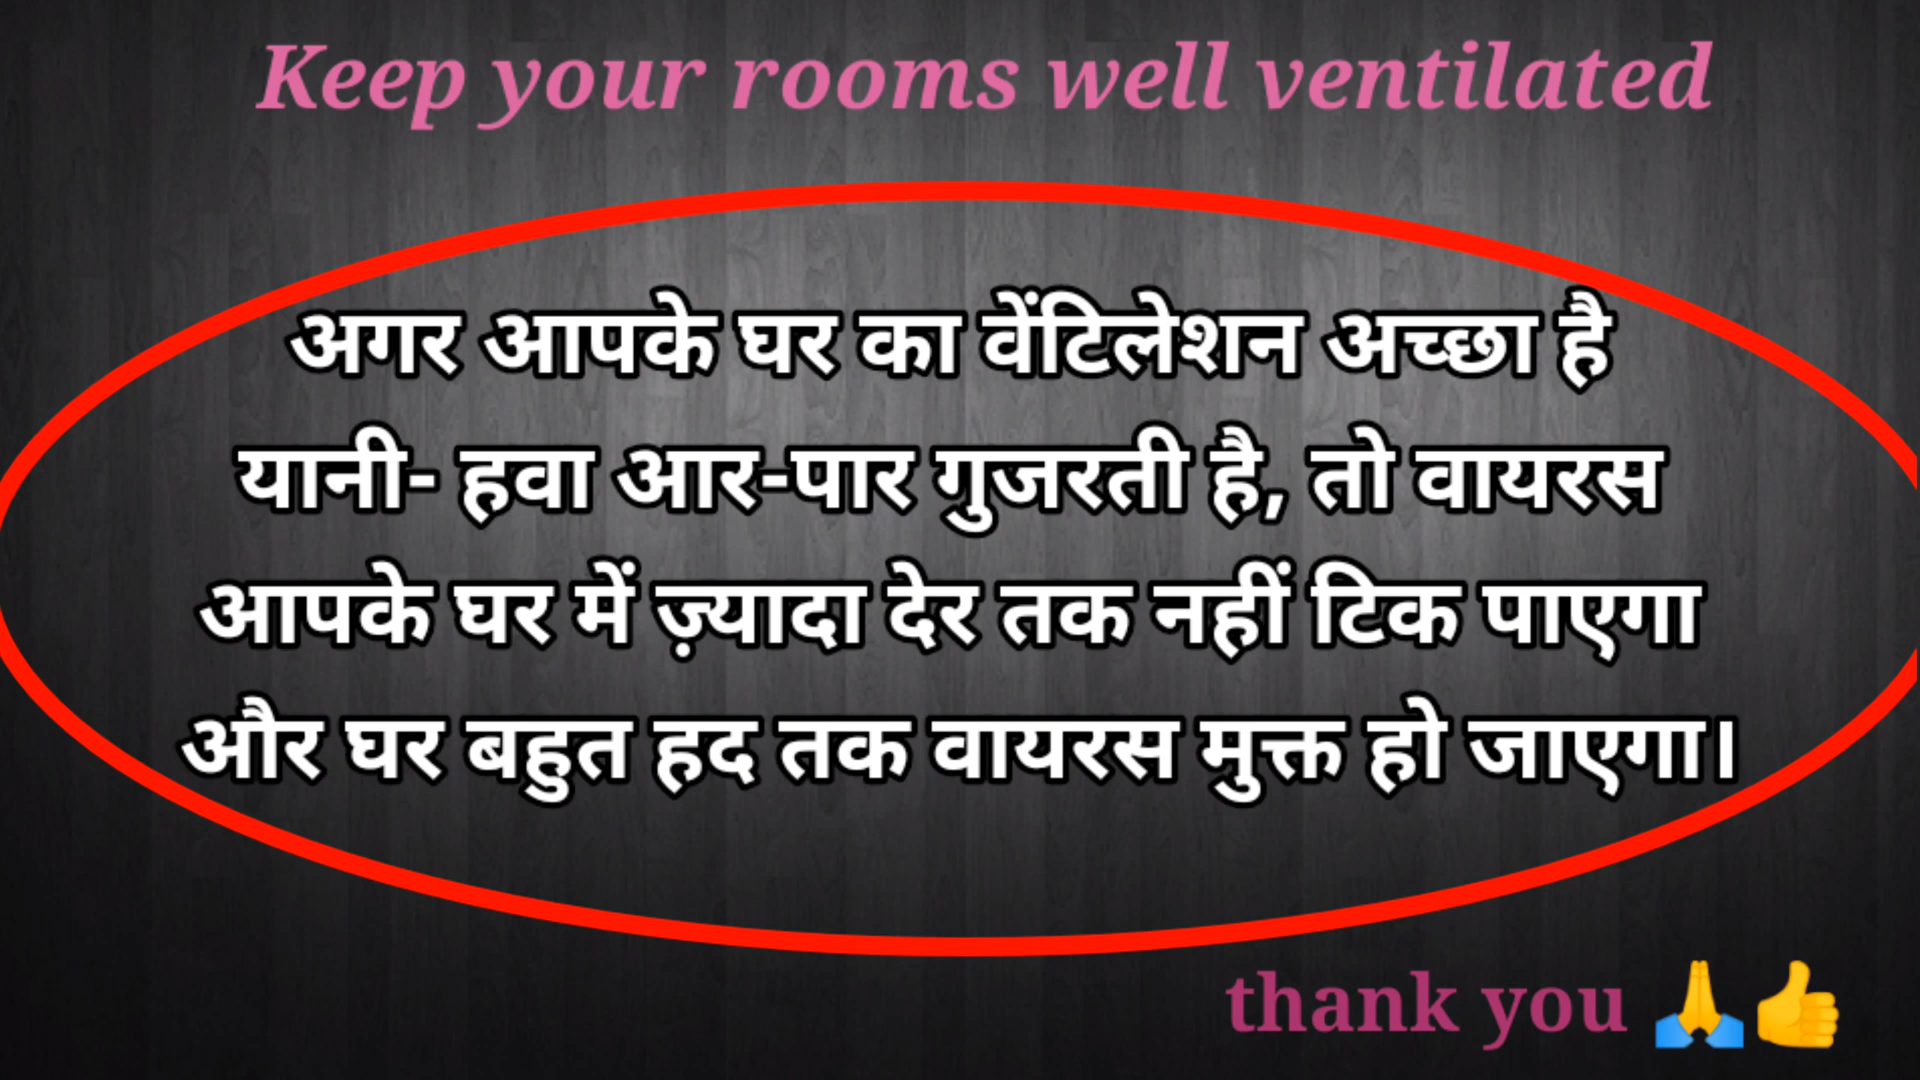 Keep your rooms well ventilated
अगर आपके घर का वेंटिलेशन अच्छा है
यानी- हवा आर-पार गुजरती है, तो वायरस
आपके घर में ज़्यादा देर तक नहीं टिक पाएगा
और घर बहुत हद तक वायरस मुक्त हो जाएगा।
thank you 🙏👍